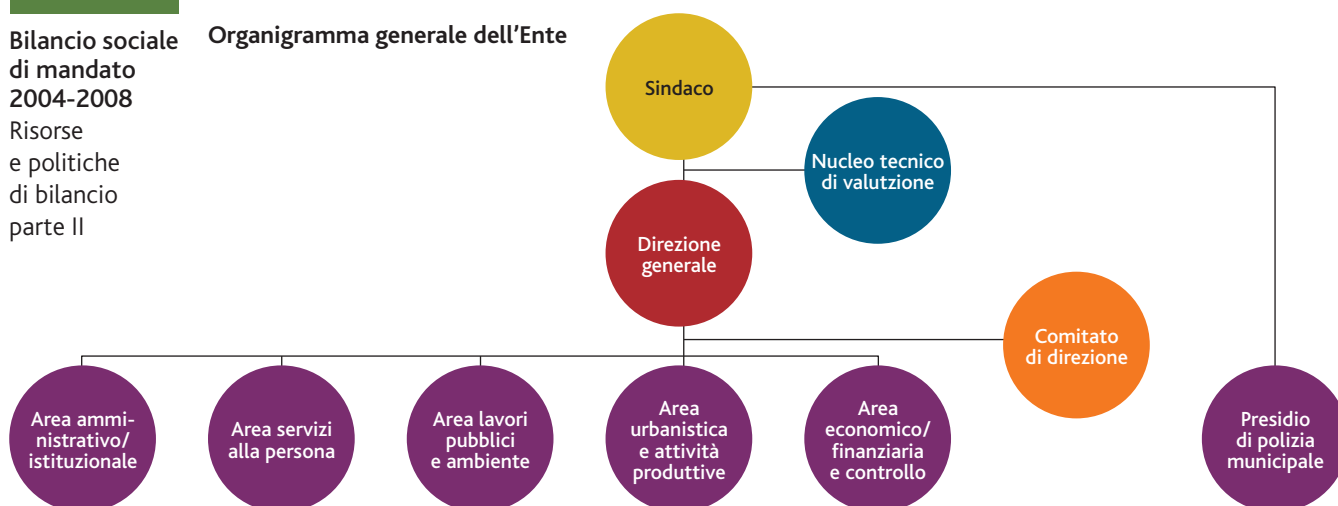 Bilancio sociale
di mandato
2004-2008
Risorse
e politiche
di bilancio
parte II
Organigramma generale dell'Ente
Sindaco
Nucleo tecnico
di valutzione
Direzione
generale
Comitato
di direzione
Area ammi-
nistrativo/
istituzionale
Area servizi
alla persona
Area lavori
pubblici
e ambiente
Area
urbanistica
e attività
produttive
Area
economico/
finanziaria
e controllo
Presidio
di polizia
municipale